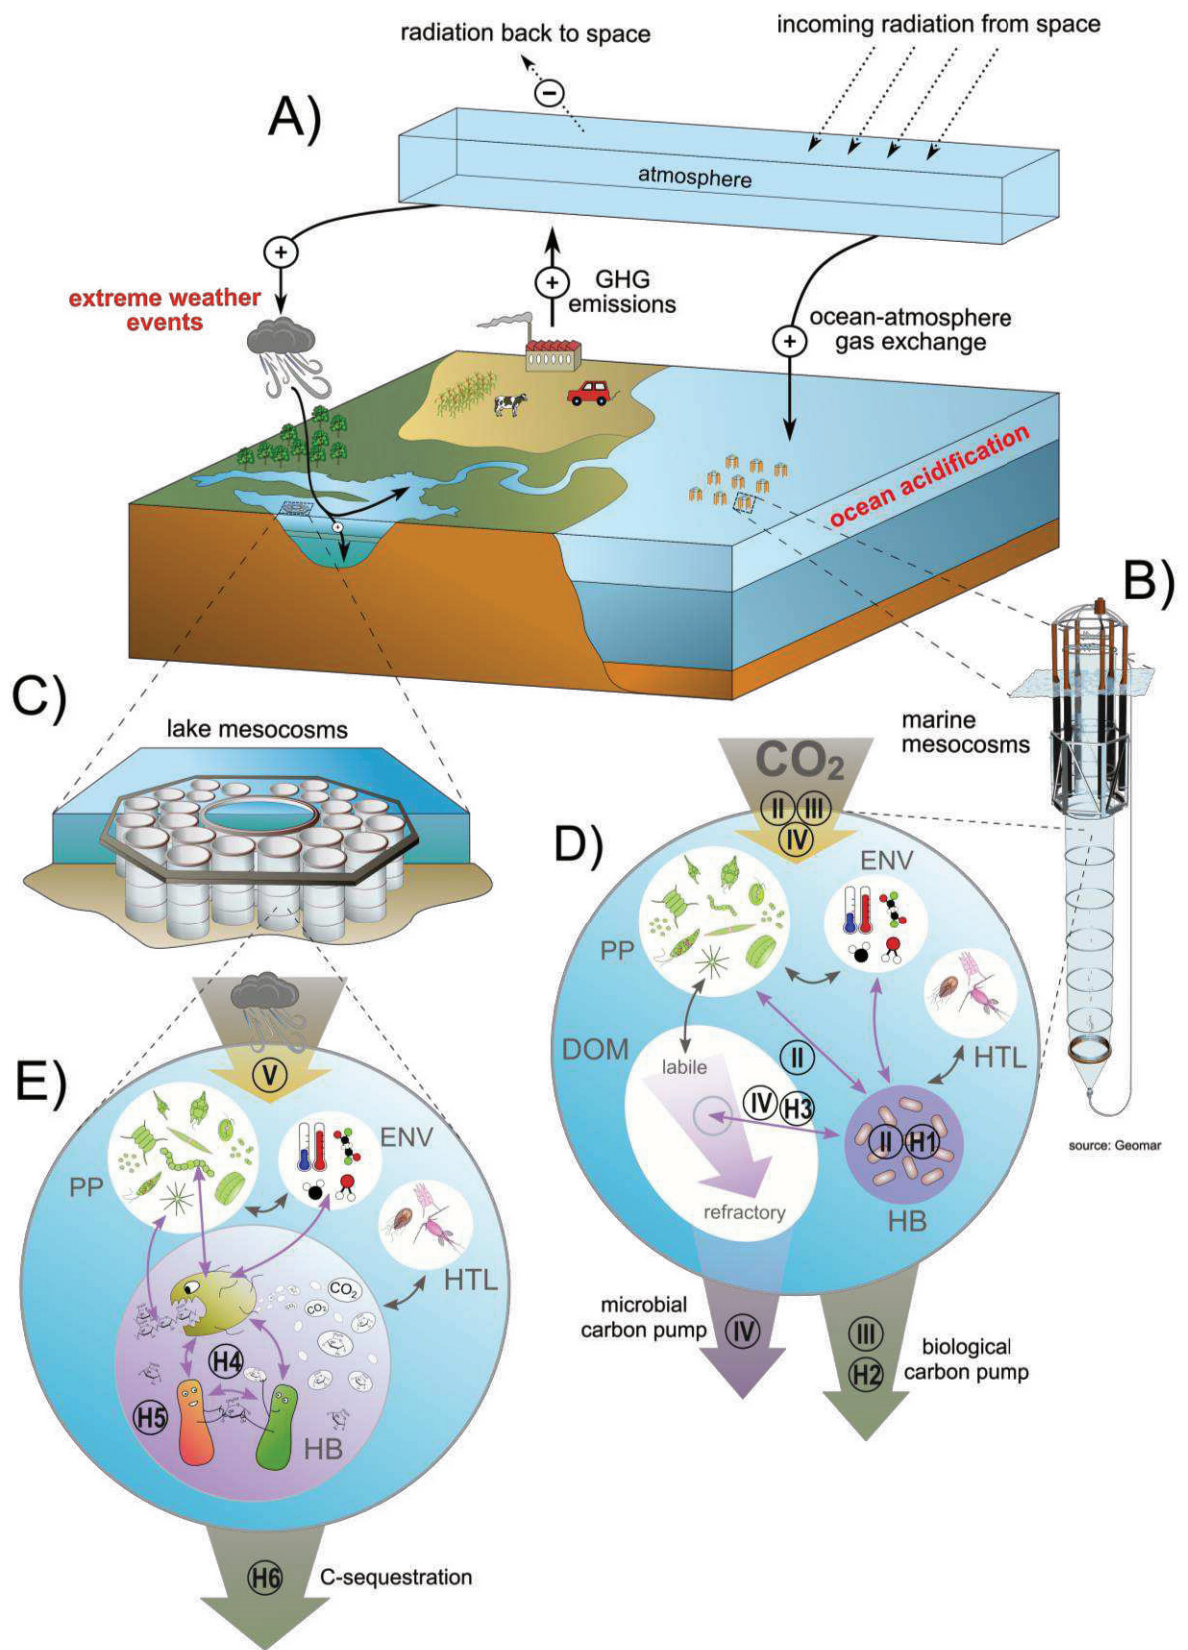 radiation back to space
incoming radiation from space
A)
atmosphere
GHG
emissions
extreme weather
events
ocean-atmosphere
gas exchange
ocean acidification
B)
C)
lake mesocosms
marine
mesocosms
CO2
II
III
IV
D)
ENV
PP
DOM
labile
II
HTL
IV
H3
II
H1
refractory
HB
source: Geomar
microbial
carbon pump
IV
III
H2
biological
carbon pump
E)
V
ENV
PP
HTL
CO2
CO2
H4
H5
HB
H6
C-sequestration